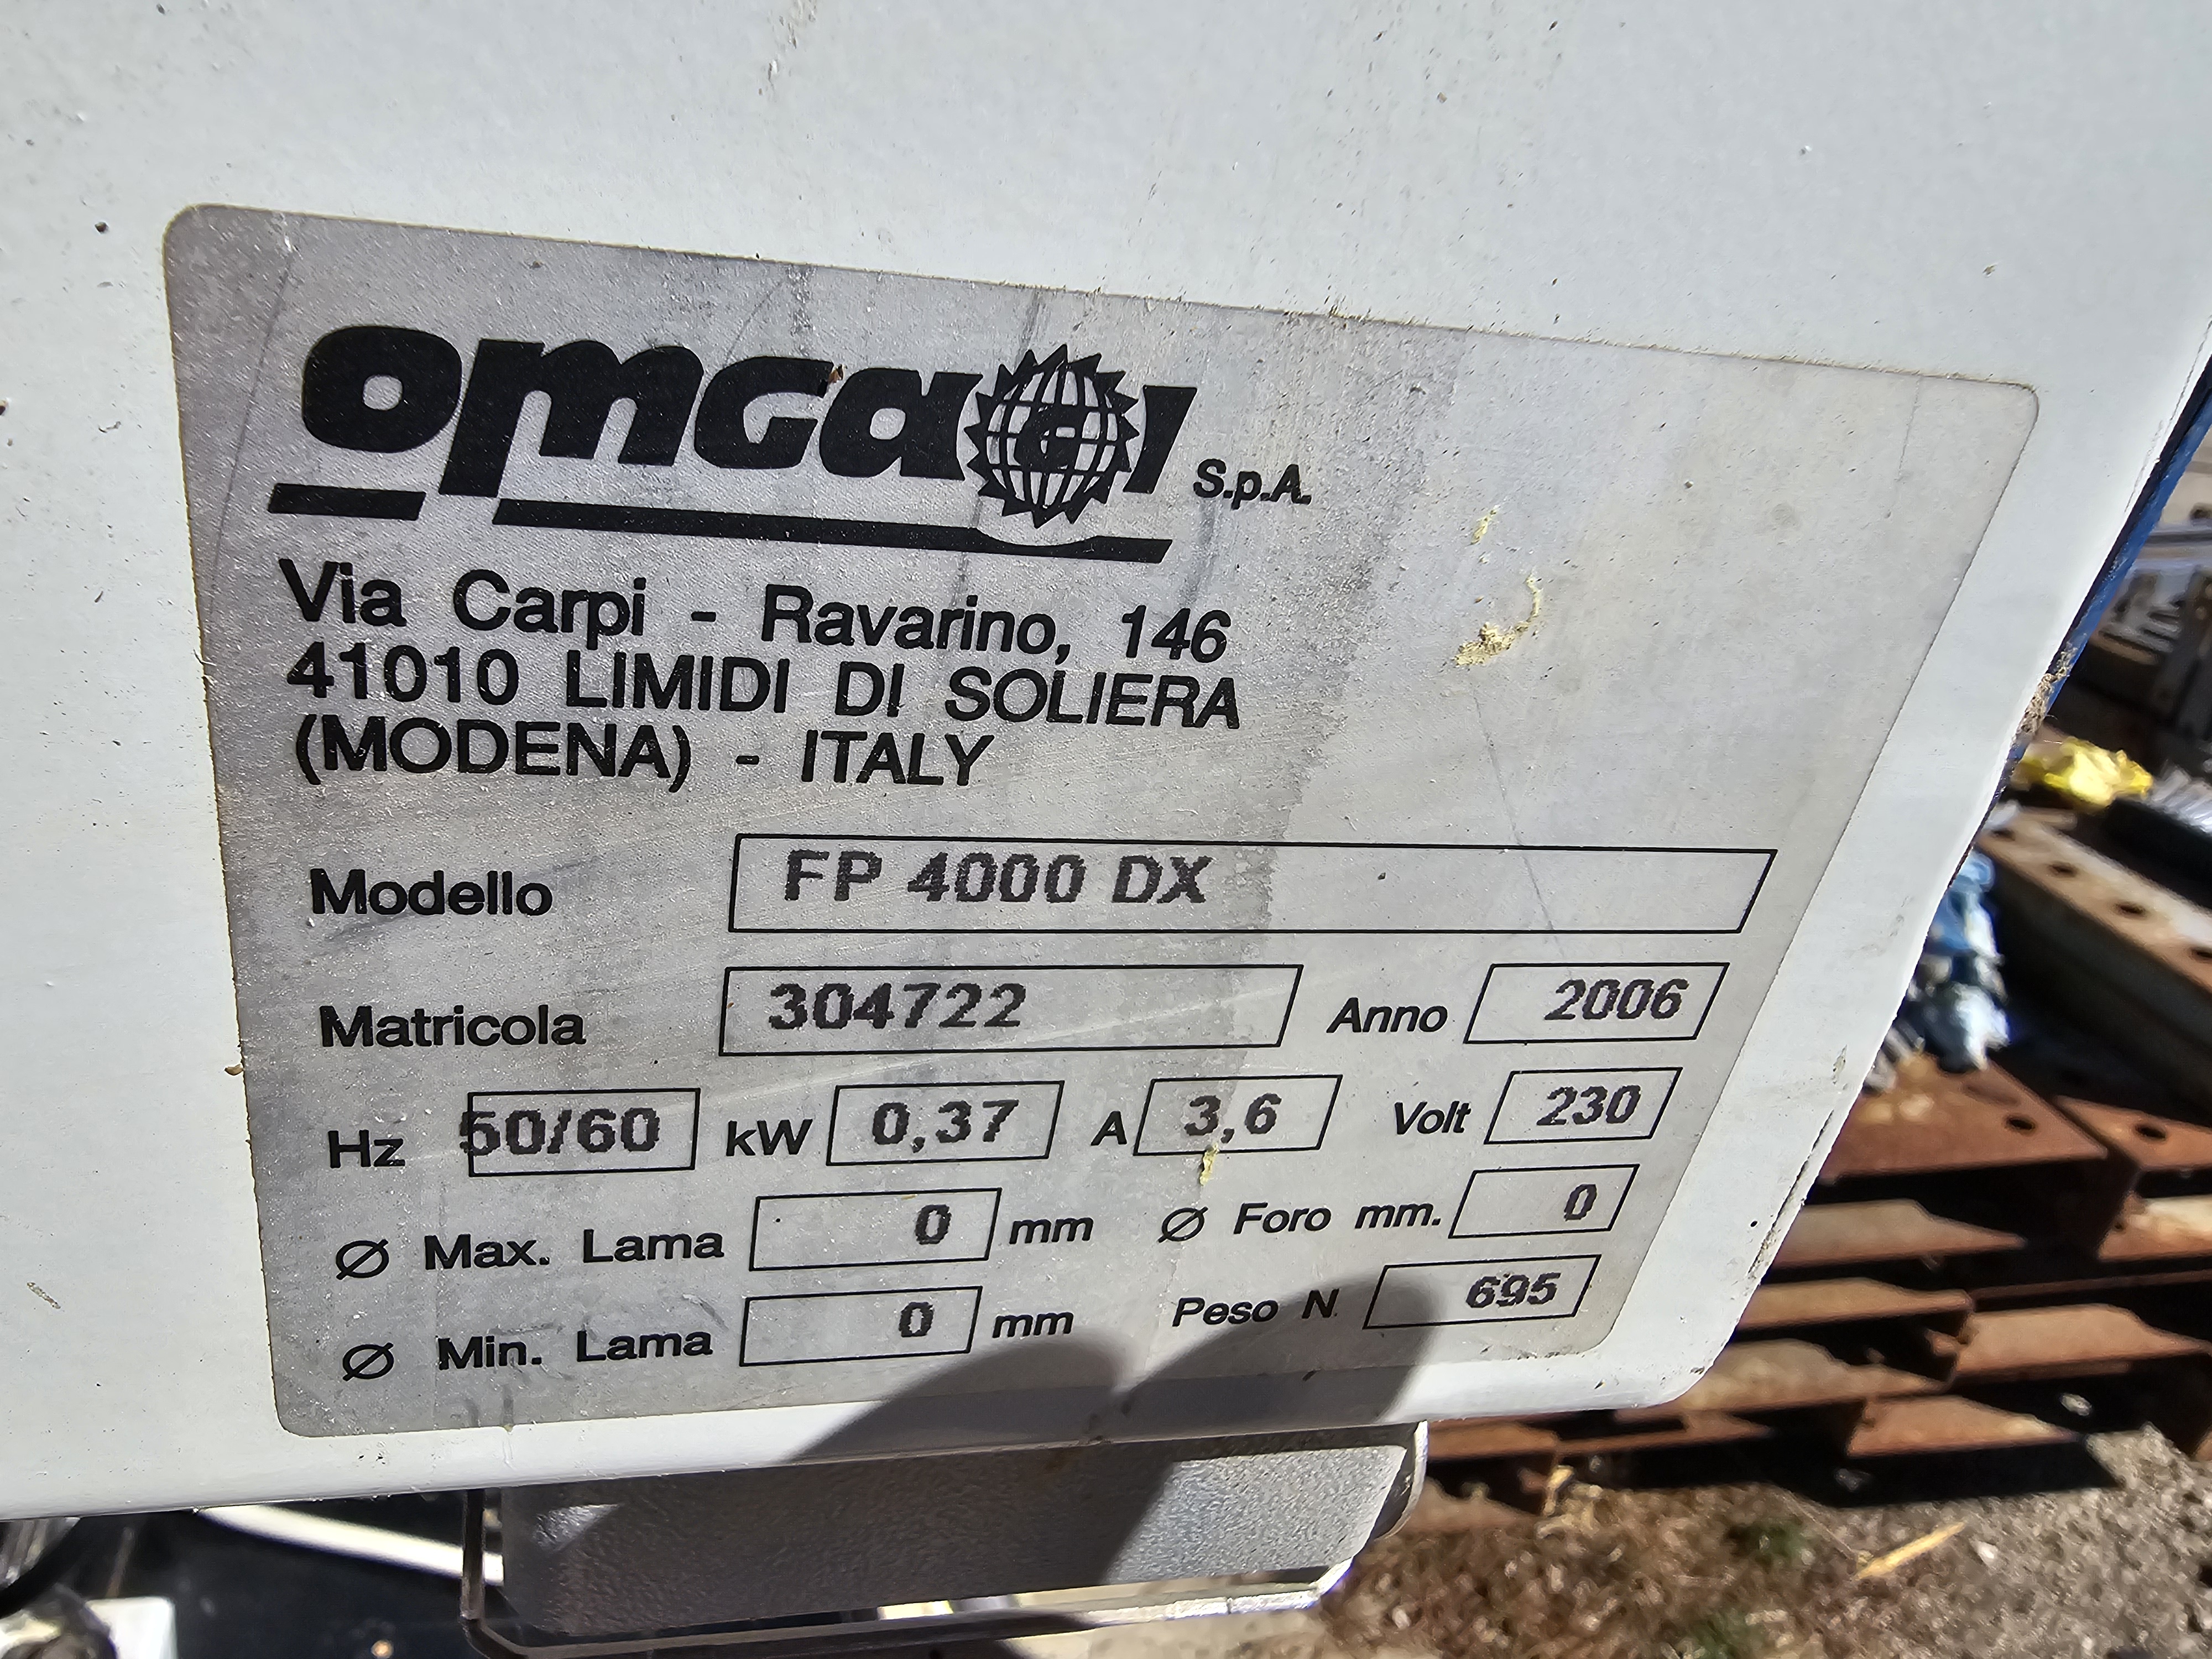 omga S.p.A.
Via Carpi - Ravarino, 146
41010 LIMIDI DI SOLIERA
(MODENA) - ITALY
Modello FP 4000 DX
Matricola 304722 Anno 2006
Hz 50/60 kW 0,37 A 3,6 Volt 230
Ø Max. Lama 0 mm Ø Foro mm. 0
Ø Min. Lama 0 mm Peso N 695